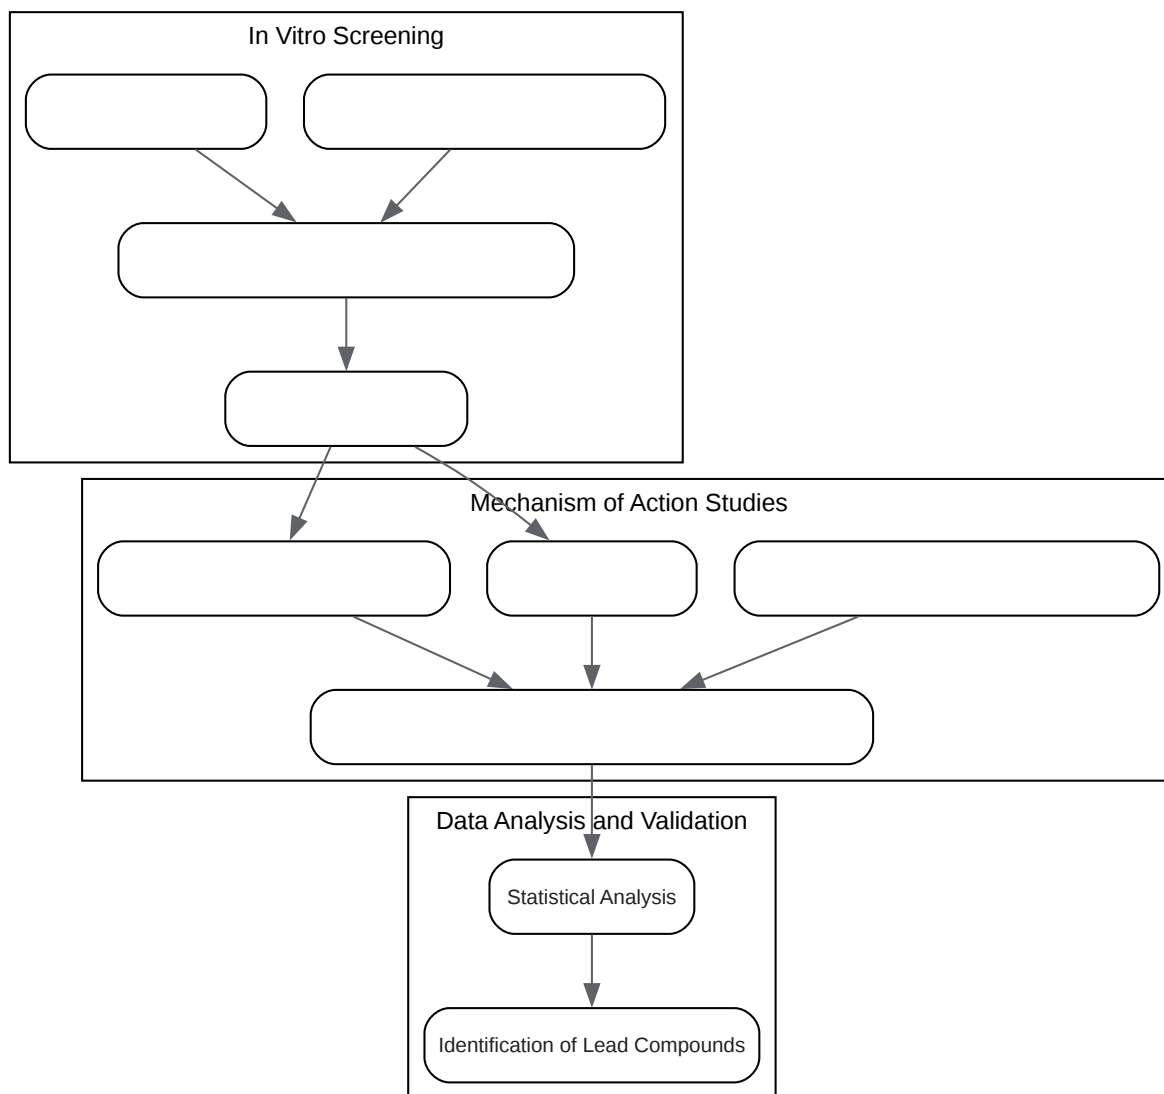 In Vitro Screening
Mechanism of Action Studies
Data Analysis and Validation
Statistical Analysis
Identification of Lead Compounds